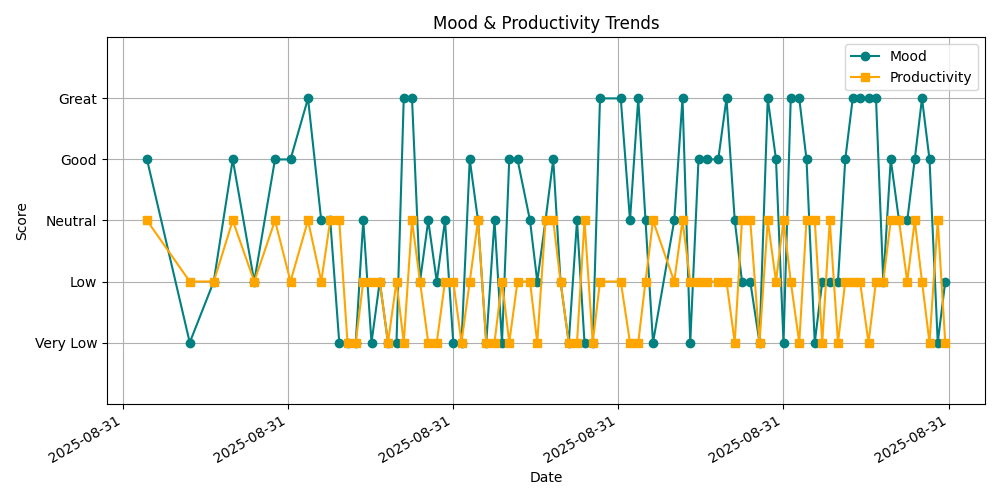 Mood & Productivity Trends
Mood
Productivity
Great
Good
Neutral
Low
Very Low
Score
2025-08-31
2025-08-31
2025-08-31
2025-08-31
2025-08-31
2025-08-31
Date